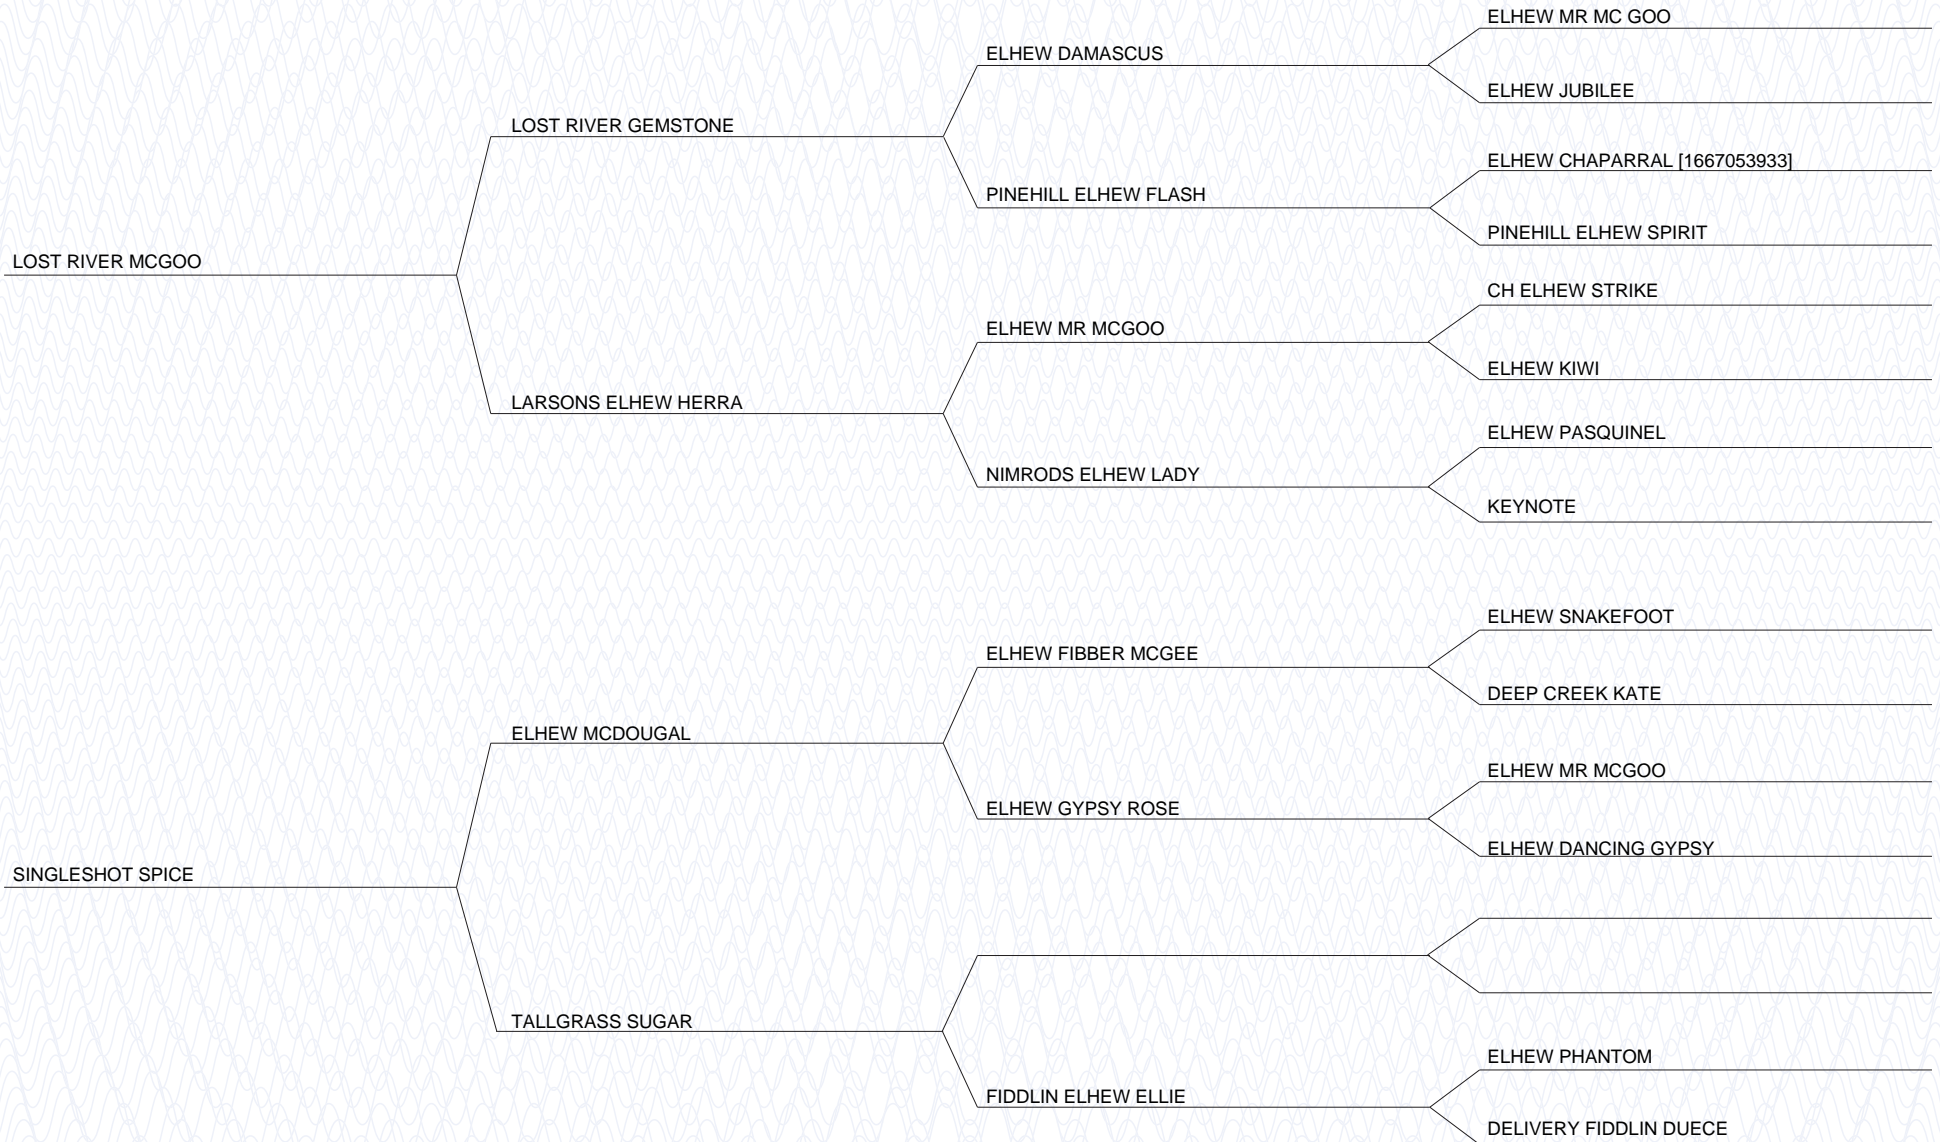 ELHEW MR MC GOO
ELHEW DAMASCUS
ELHEW JUBILEE
LOST RIVER GEMSTONE
ELHEW CHAPARRAL [1667053933]
PINEHILL ELHEW FLASH
PINEHILL ELHEW SPIRIT
LOST RIVER MCGOO
CH ELHEW STRIKE
ELHEW MR MCGOO
ELHEW KIWI
LARSONS ELHEW HERRA
ELHEW PASQUINEL
NIMRODS ELHEW LADY
KEYNOTE
ELHEW SNAKEFOOT
ELHEW FIBBER MCGEE
DEEP CREEK KATE
ELHEW MCDOUGAL
ELHEW MR MCGOO
ELHEW GYPSY ROSE
ELHEW DANCING GYPSY
SINGLESHOT SPICE
TALLGRASS SUGAR
ELHEW PHANTOM
FIDDLIN ELHEW ELLIE
DELIVERY FIDDLIN DUECE